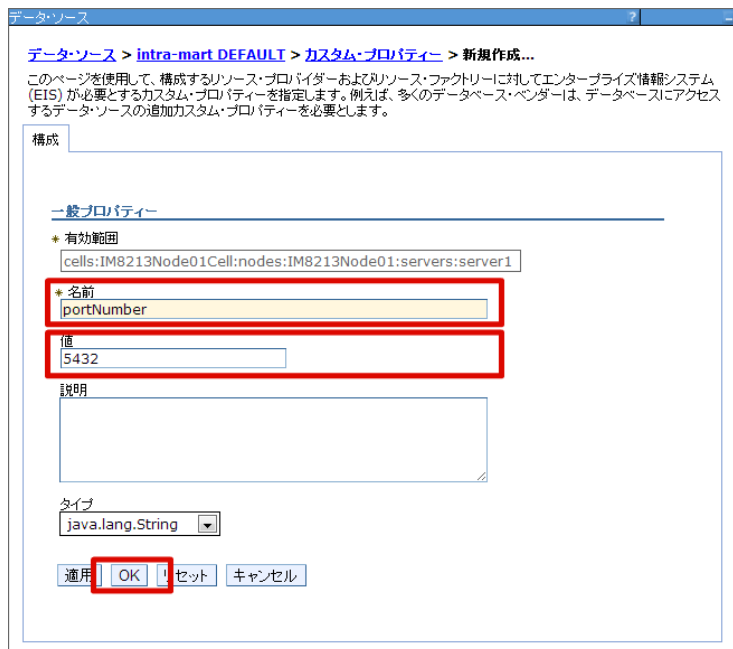 データ・ソース ? –
データ・ソース > intra-mart DEFAULT > カスタム・プロパティー > 新規作成...
このページを使用して、構成するリソース・プロバイダーおよびリソース・ファクトリーに対してエンタープライズ情報システム
(EIS) が必要とするカスタム・プロパティーを指定します。例えば、多くのデータベース・ベンダーは、データベースにアクセス
するデータ・ソースの追加カスタム・プロパティーを必要とします。
構成
一般プロパティー
* 有効範囲
cells:IM8213Node01Cell:nodes:IM8213Node01:servers:server1
* 名前
portNumber
値
5432
説明
タイプ
java.lang.String
適用 OK リセット キャンセル